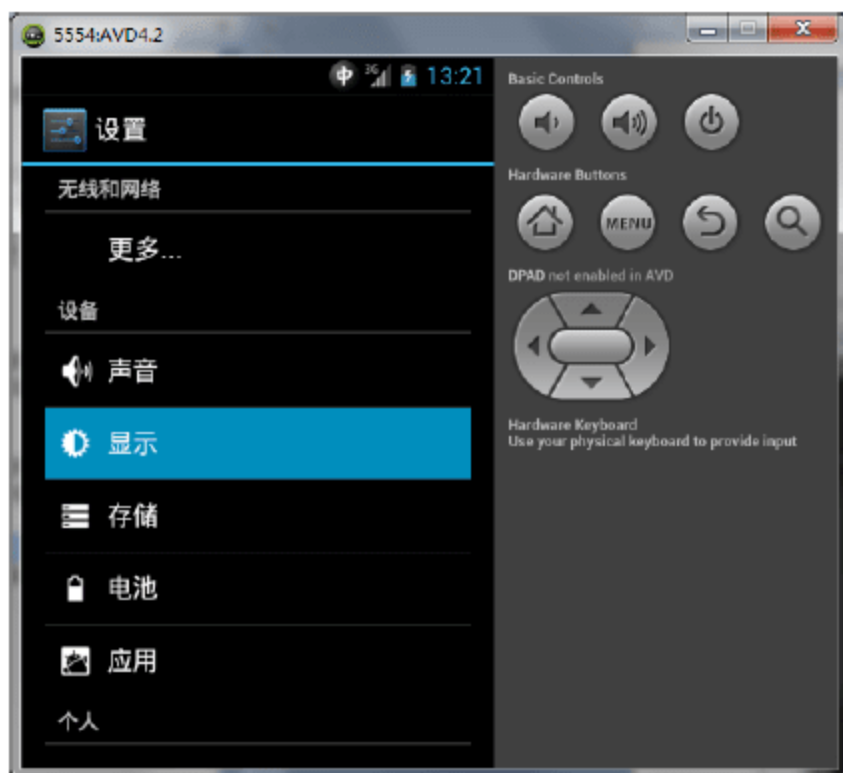 5554:AVD4.2
中 3G 13:21
设置
无线和网络
更多...
设备
声音
显示
存储
电池
应用
个人
Basic Controls
Hardware Buttons
MENU
DPAD not enabled in AVD
Hardware Keyboard
Use your physical keyboard to provide input